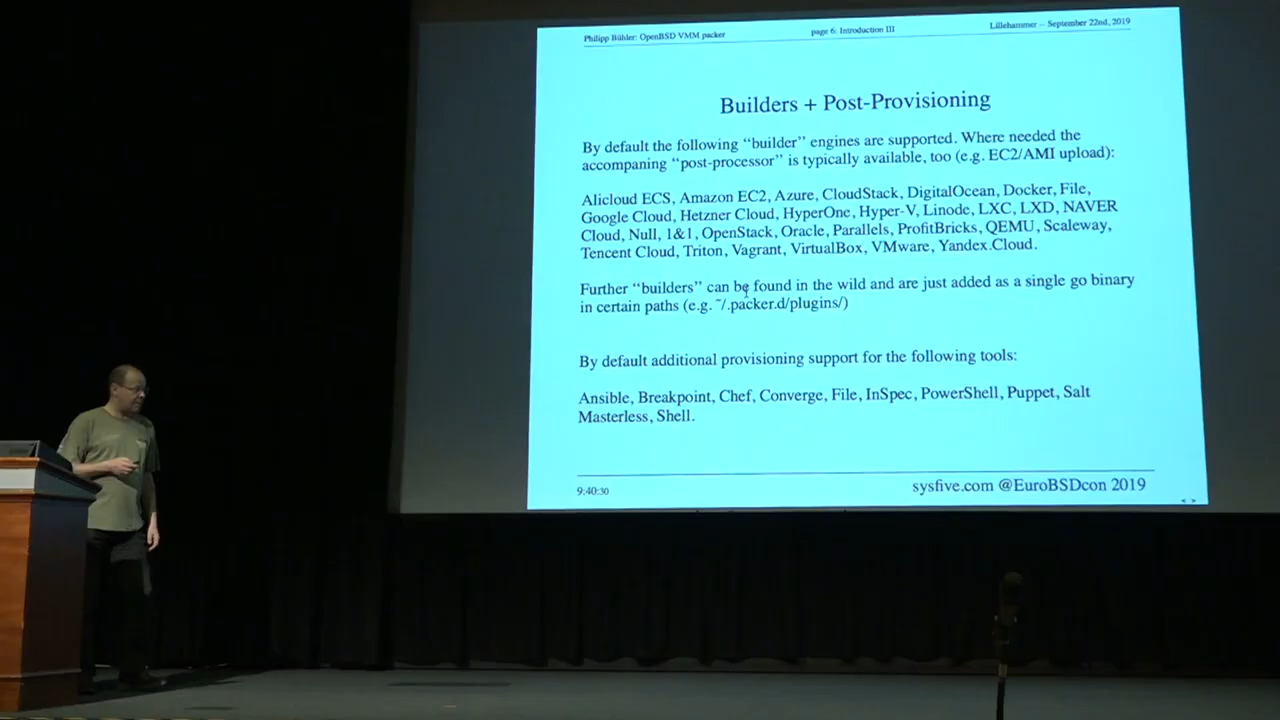 Philipp Bühler: OpenBSD VMM packer
page 6: Introduction III
Lillehammer – September 22nd, 2019
Builders + Post-Provisioning
By default the following “builder” engines are supported. Where needed the
accompaning “post-processor” is typically available, too (e.g. EC2/AMI upload):
Alicloud ECS, Amazon EC2, Azure, CloudStack, DigitalOcean, Docker, File,
Google Cloud, Hetzner Cloud, HyperOne, Hyper-V, Linode, LXC, LXD, NAVER
Cloud, Null, 1&1, OpenStack, Oracle, Parallels, ProfitBricks, QEMU, Scaleway,
Tencent Cloud, Triton, Vagrant, VirtualBox, VMware, Yandex.Cloud.
Further “builders” can be found in the wild and are just added as a single go binary
in certain paths (e.g. ~/.packer.d/plugins/)
By default additional provisioning support for the following tools:
Ansible, Breakpoint, Chef, Converge, File, InSpec, PowerShell, Puppet, Salt
Masterless, Shell.
9:40:30
sysfive.com @EuroBSDcon 2019
< >